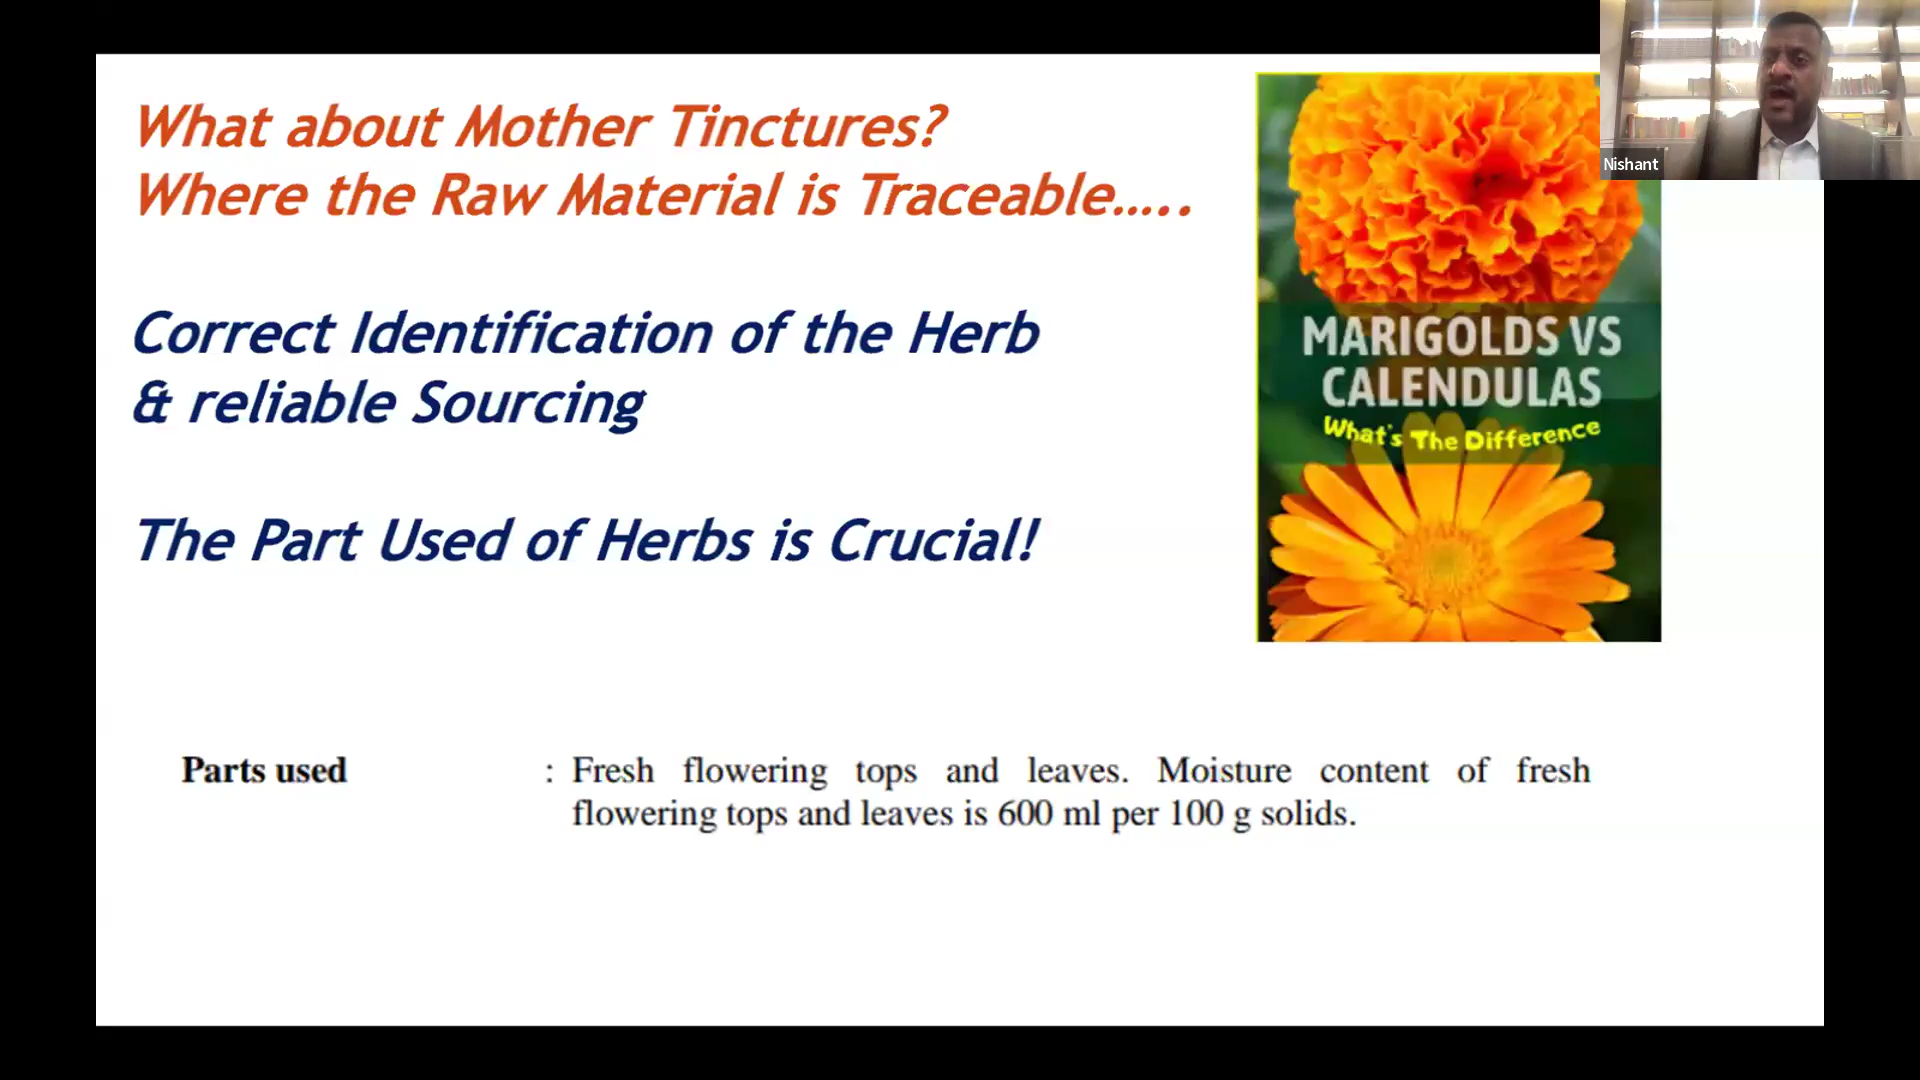 What about Mother Tinctures?
Where the Raw Material is Traceable.....
Correct Identification of the Herb
& reliable Sourcing
The Part Used of Herbs is Crucial!
MARIGOLDS VS
CALENDULAS
What's The Difference
Nishant
Parts used : Fresh flowering tops and leaves. Moisture content of fresh
flowering tops and leaves is 600 ml per 100 g solids.